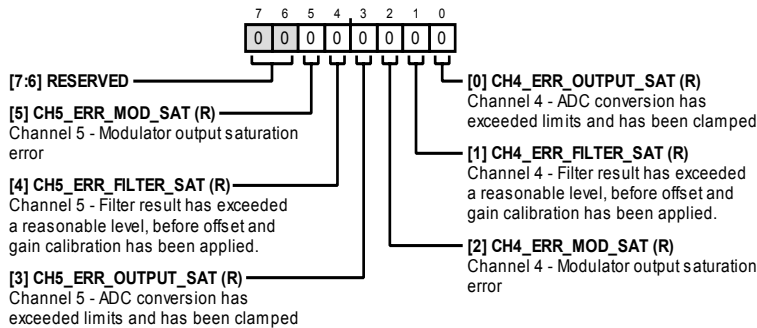 7 6 5 4 3 2 1 0
0 0 0 0 0 0 0 0
[7:6] RESERVED
[5] CH5_ERR_MOD_SAT (R)
Channel 5 - Modulator output saturation
error
[4] CH5_ERR_FILTER_SAT (R)
Channel 5 - Filter result has exceeded
a reasonable level, before offset and
gain calibration has been applied.
[3] CH5_ERR_OUTPUT_SAT (R)
Channel 5 - ADC conversion has
exceeded limits and has been clamped
[0] CH4_ERR_OUTPUT_SAT (R)
Channel 4 - ADC conversion has
exceeded limits and has been clamped
[1] CH4_ERR_FILTER_SAT (R)
Channel 4 - Filter result has exceeded
a reasonable level, before offset and
gain calibration has been applied.
[2] CH4_ERR_MOD_SAT (R)
Channel 4 - Modulator output saturation
error